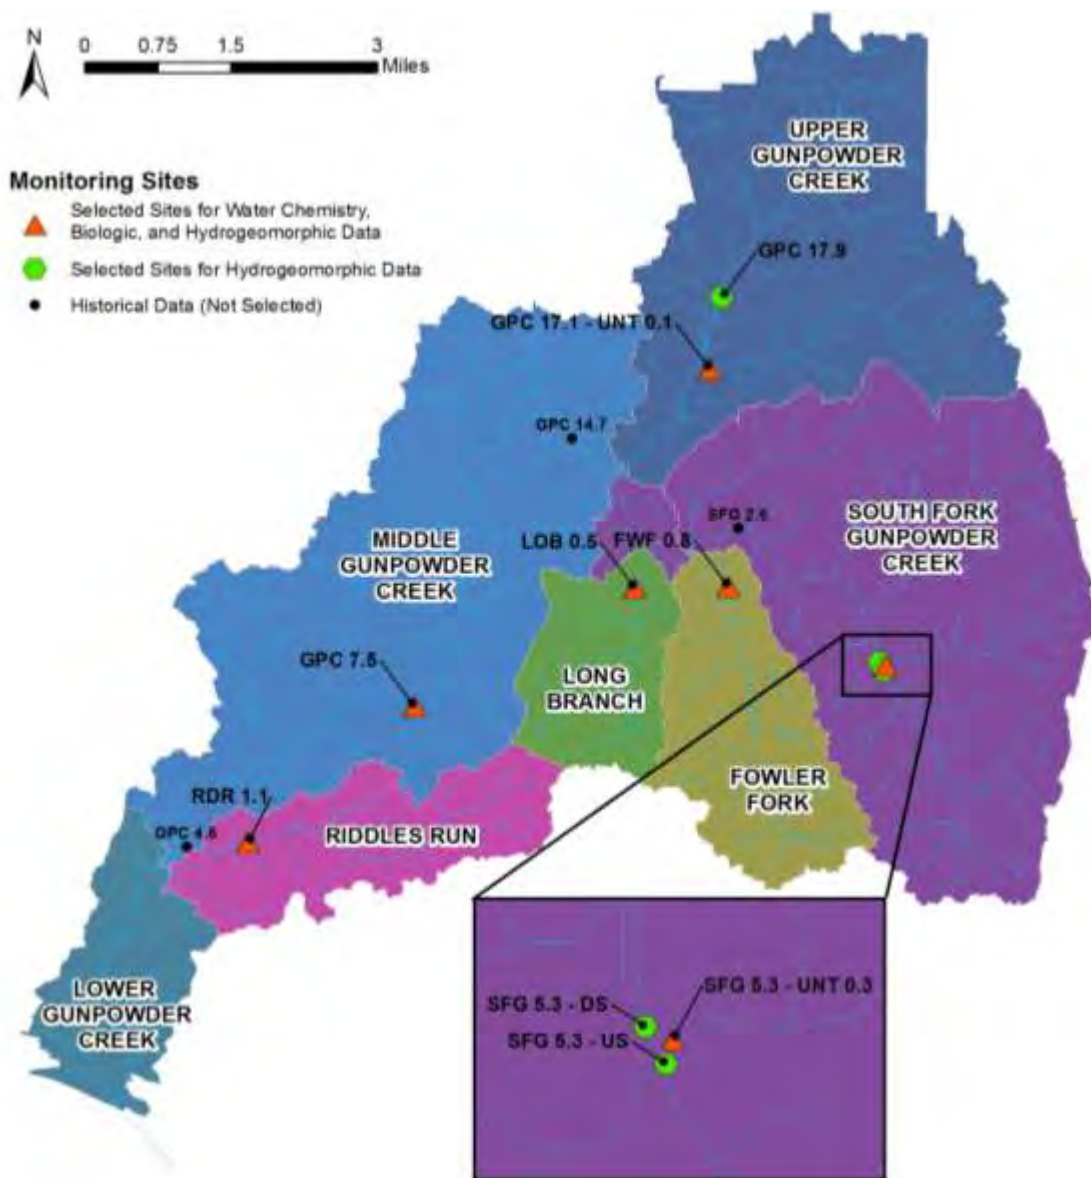 N
0 0.75 1.5 3
Miles
Monitoring Sites
Selected Sites for Water Chemistry,
Biologic, and Hydrogeomorphic Data
Selected Sites for Hydrogeomorphic Data
Historical Data (Not Selected)
UPPER
GUNPOWDER
CREEK
GPC 17.9
GPC 17.1 - UNT 0.1
GPC 14.7
SFG 2.6
SOUTH FORK
GUNPOWDER
CREEK
MIDDLE
GUNPOWDER
CREEK
LOB 0.5
FWF 0.8
GPC 7.5
LONG
BRANCH
FOWLER
FORK
RDR 1.1
GPC 4.6
RIDDLES RUN
LOWER
GUNPOWDER
CREEK
SFG 5.3 - UNT 0.3
SFG 5.3 - DS
SFG 5.3 - US